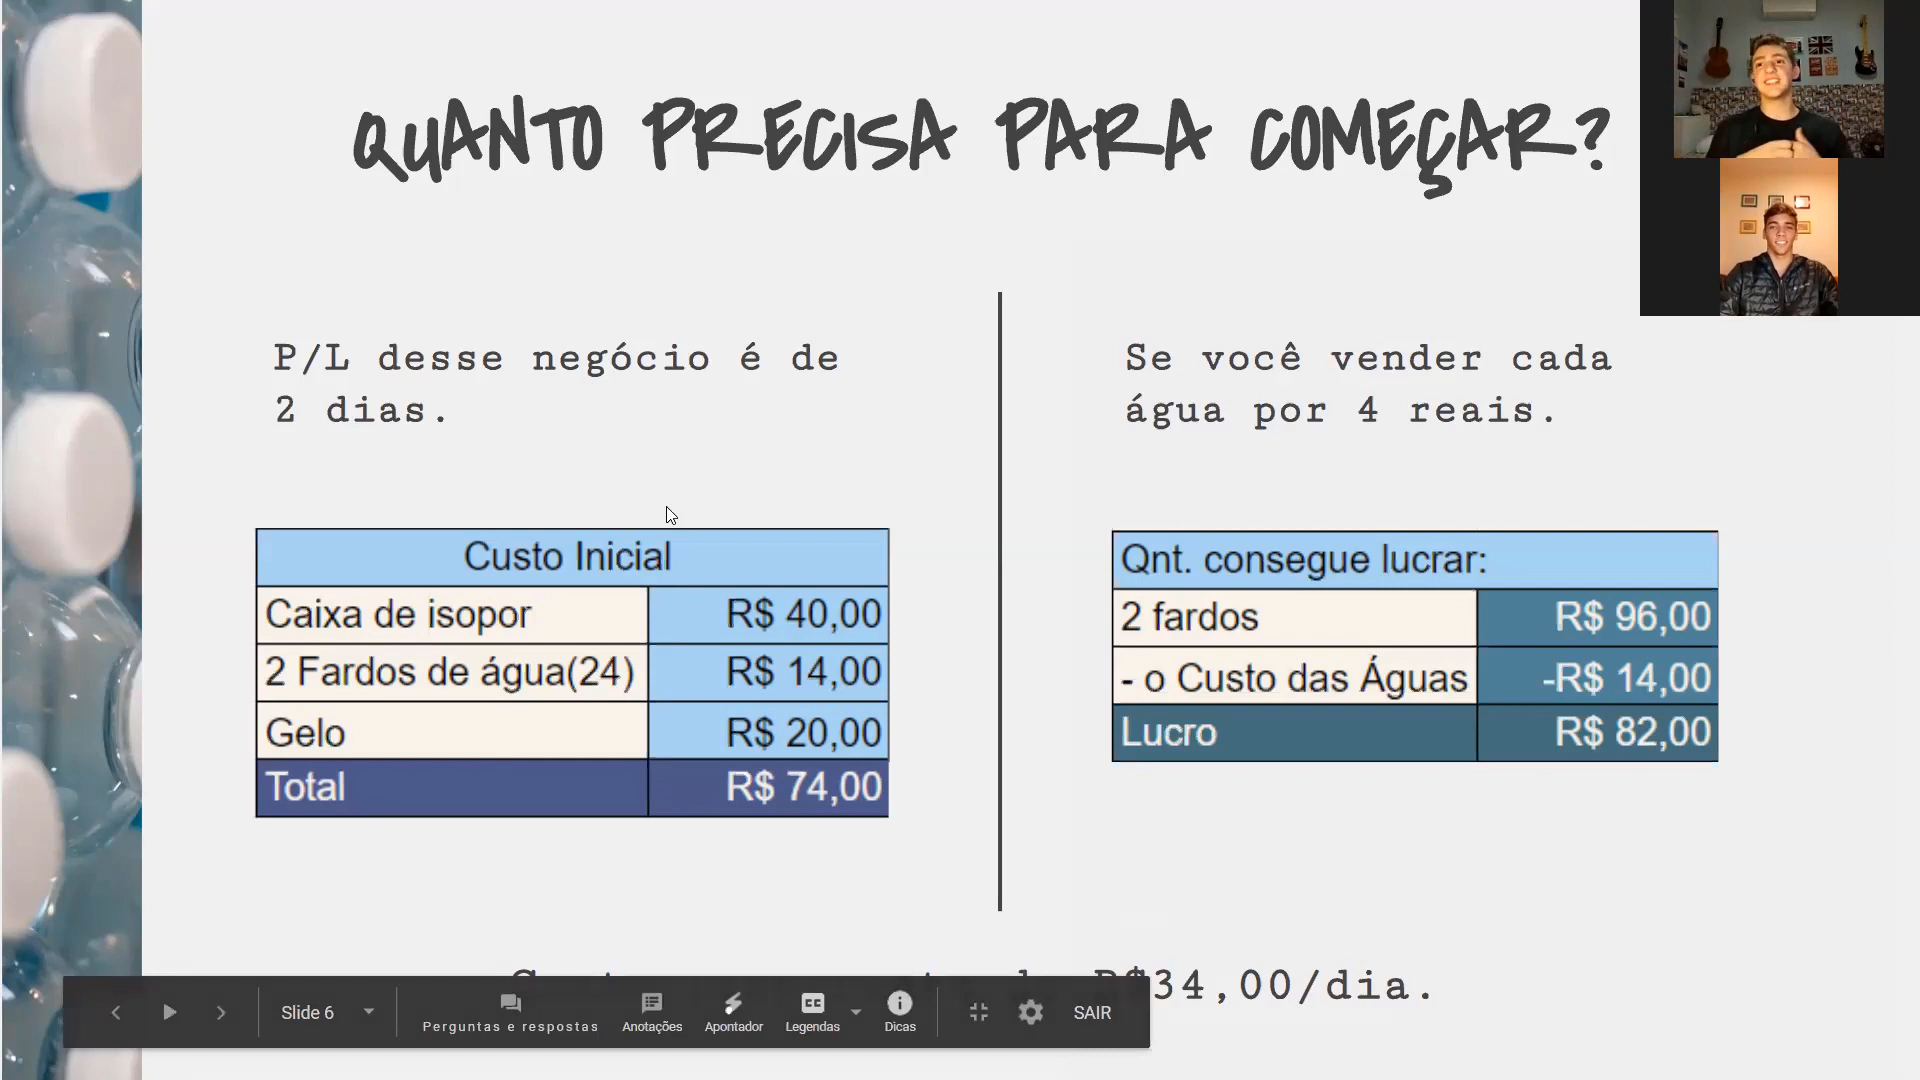 QUANTO PRECISA PARA COMEÇAR?
P/L desse negócio é de
2 dias.
Custo Inicial
Caixa de isopor R$ 40,00
2 Fardos de água(24) R$ 14,00
Gelo R$ 20,00
Total R$ 74,00
Se você vender cada
água por 4 reais.
Qnt. consegue lucrar:
2 fardos R$ 96,00
- o Custo das Águas -R$ 14,00
Lucro R$ 82,00
R$34,00/dia.
Slide 6
Perguntas e respostas
Anotações
Apontador
CC
Legendas
Dicas
SAIR